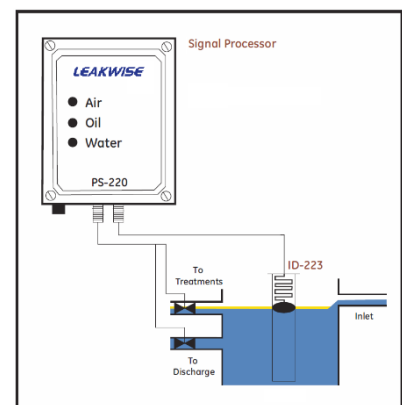 Signal Processor
LEAKWISE
Air
Oil
Water
PS-220
To
Treatments
ID-223
Inlet
To
Discharge